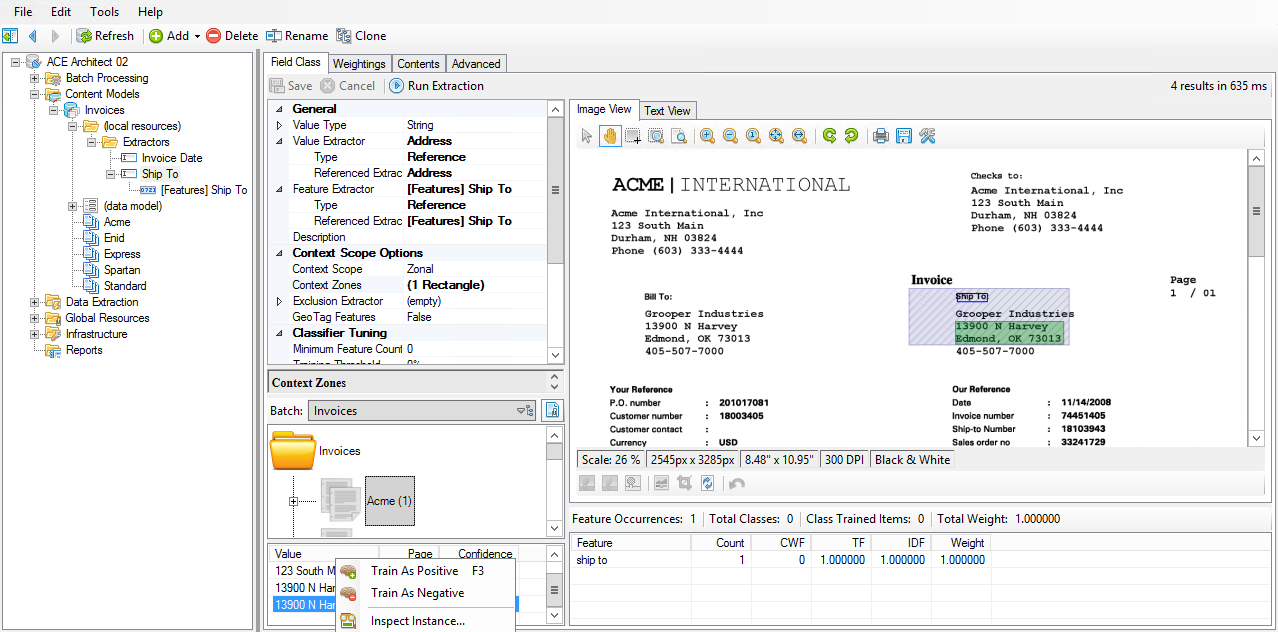 File Edit Tools Help
Refresh Add Delete Rename Clone
ACE Architect 02
Batch Processing
Content Models
Invoices
(local resources)
Extractors
Invoice Date
Ship To
[Features] Ship To
(data model)
Acme
Enid
Express
Spartan
Standard
Data Extraction
Global Resources
Infrastructure
Reports
Field Class Weightings Contents Advanced
Save Cancel Run Extraction 4 results in 635 ms
General
Value Type String
Value Extractor Address
Type Reference
Referenced Extrac Address
Feature Extractor [Features] Ship To
Type Reference
Referenced Extrac [Features] Ship To
Description
Context Scope Options
Context Scope Zonal
Context Zones (1 Rectangle)
Exclusion Extractor (empty)
GeoTag Features False
Classifier Tuning
Minimum Feature Count 0
Training Threshold 0%
Context Zones
Batch: Invoices
Invoices
Acme (1)
Value Page Confidence
123 South M
13900 N Har
13900 N Har
Train As Positive F3
Train As Negative
Inspect Instance...
Image View Text View
ACME | INTERNATIONAL
Acme International, Inc
123 South Main
Durham, NH 03824
Phone (603) 333-4444
Checks to:
Acme International, Inc
123 South Main
Durham, NH 03824
Phone (603) 333-4444
Invoice
Page
1 / 01
Bill To:
Grooper Industries
13900 N Harvey
Edmond, OK 73013
405-507-7000
Ship To:
Grooper Industries
13900 N Harvey
Edmond, OK 73013
405-507-7000
Your Reference
P.O. number : 201017081
Customer number : 18003405
Customer contact :
Currency : USD
Our Reference
Date : 11/14/2008
Invoice number : 74451405
Ship-to Number : 18103943
Sales order no : 33241729
Scale: 26 % 2545px x 3285px 8.48" x 10.95" 300 DPI Black & White
Feature Occurrences: 1 Total Classes: 0 Class Trained Items: 0 Total Weight: 1.000000
Feature Count CWF TF IDF Weight
ship to 1 0 1.000000 1.000000 1.000000